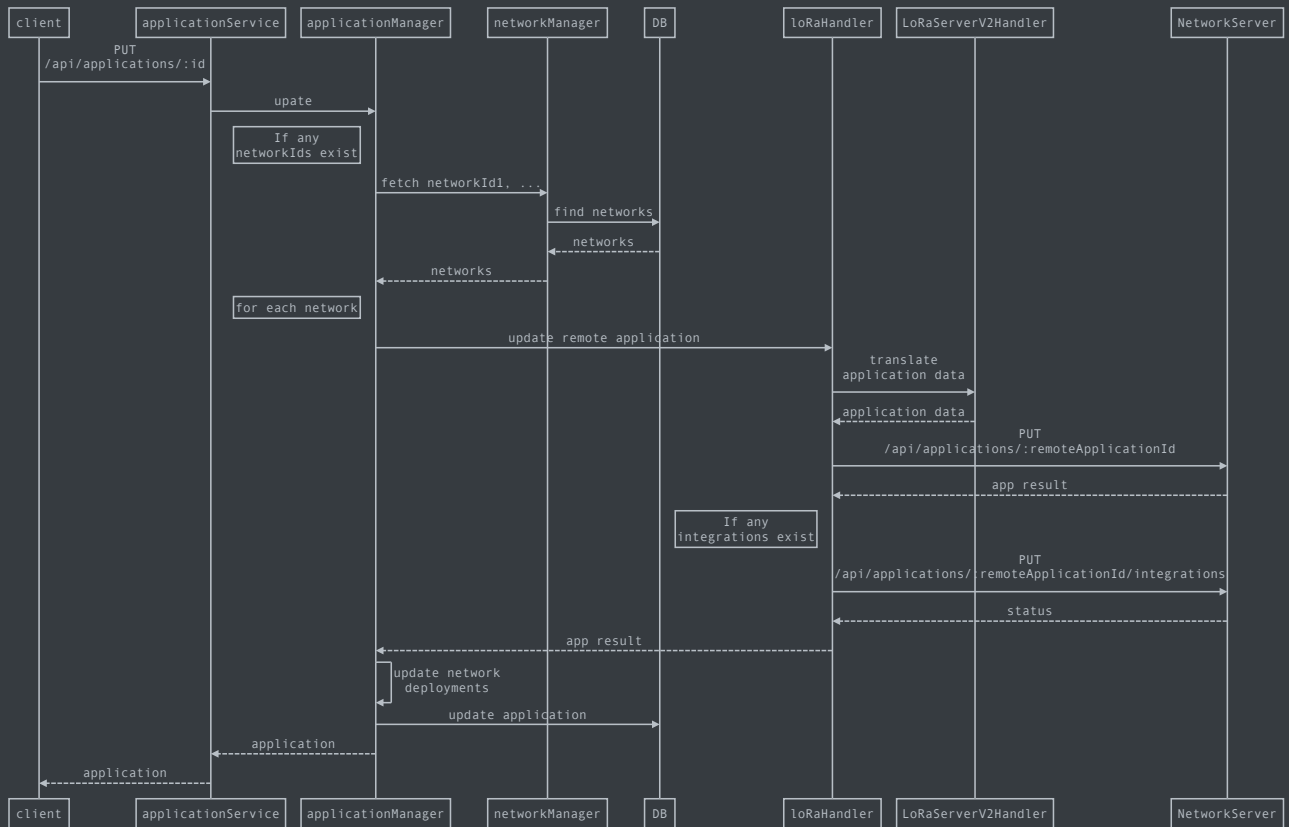 client applicationService applicationManager networkManager DB loRaHandler LoRaServerV2Handler NetworkServer
PUT
/api/applications/:id
upate
If any
networkIds exist
fetch networkId1, ...
find networks
networks
networks
for each network
update remote application
translate
application data
application data
PUT
/api/applications/:remoteApplicationId
app result
If any
integrations exist
PUT
/api/applications/:remoteApplicationId/integrations
status
app result
update network
deployments
update application
application
application
client applicationService applicationManager networkManager DB loRaHandler LoRaServerV2Handler NetworkServer